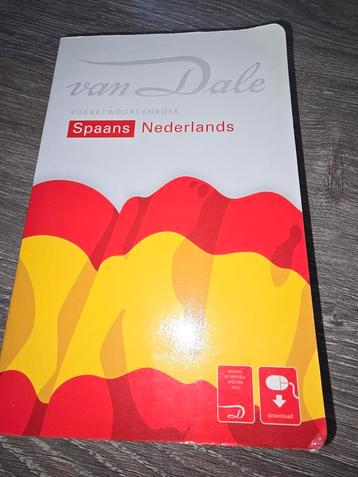 van Dale
POCKETWOORDENBOEK
Spaans Nederlands
download